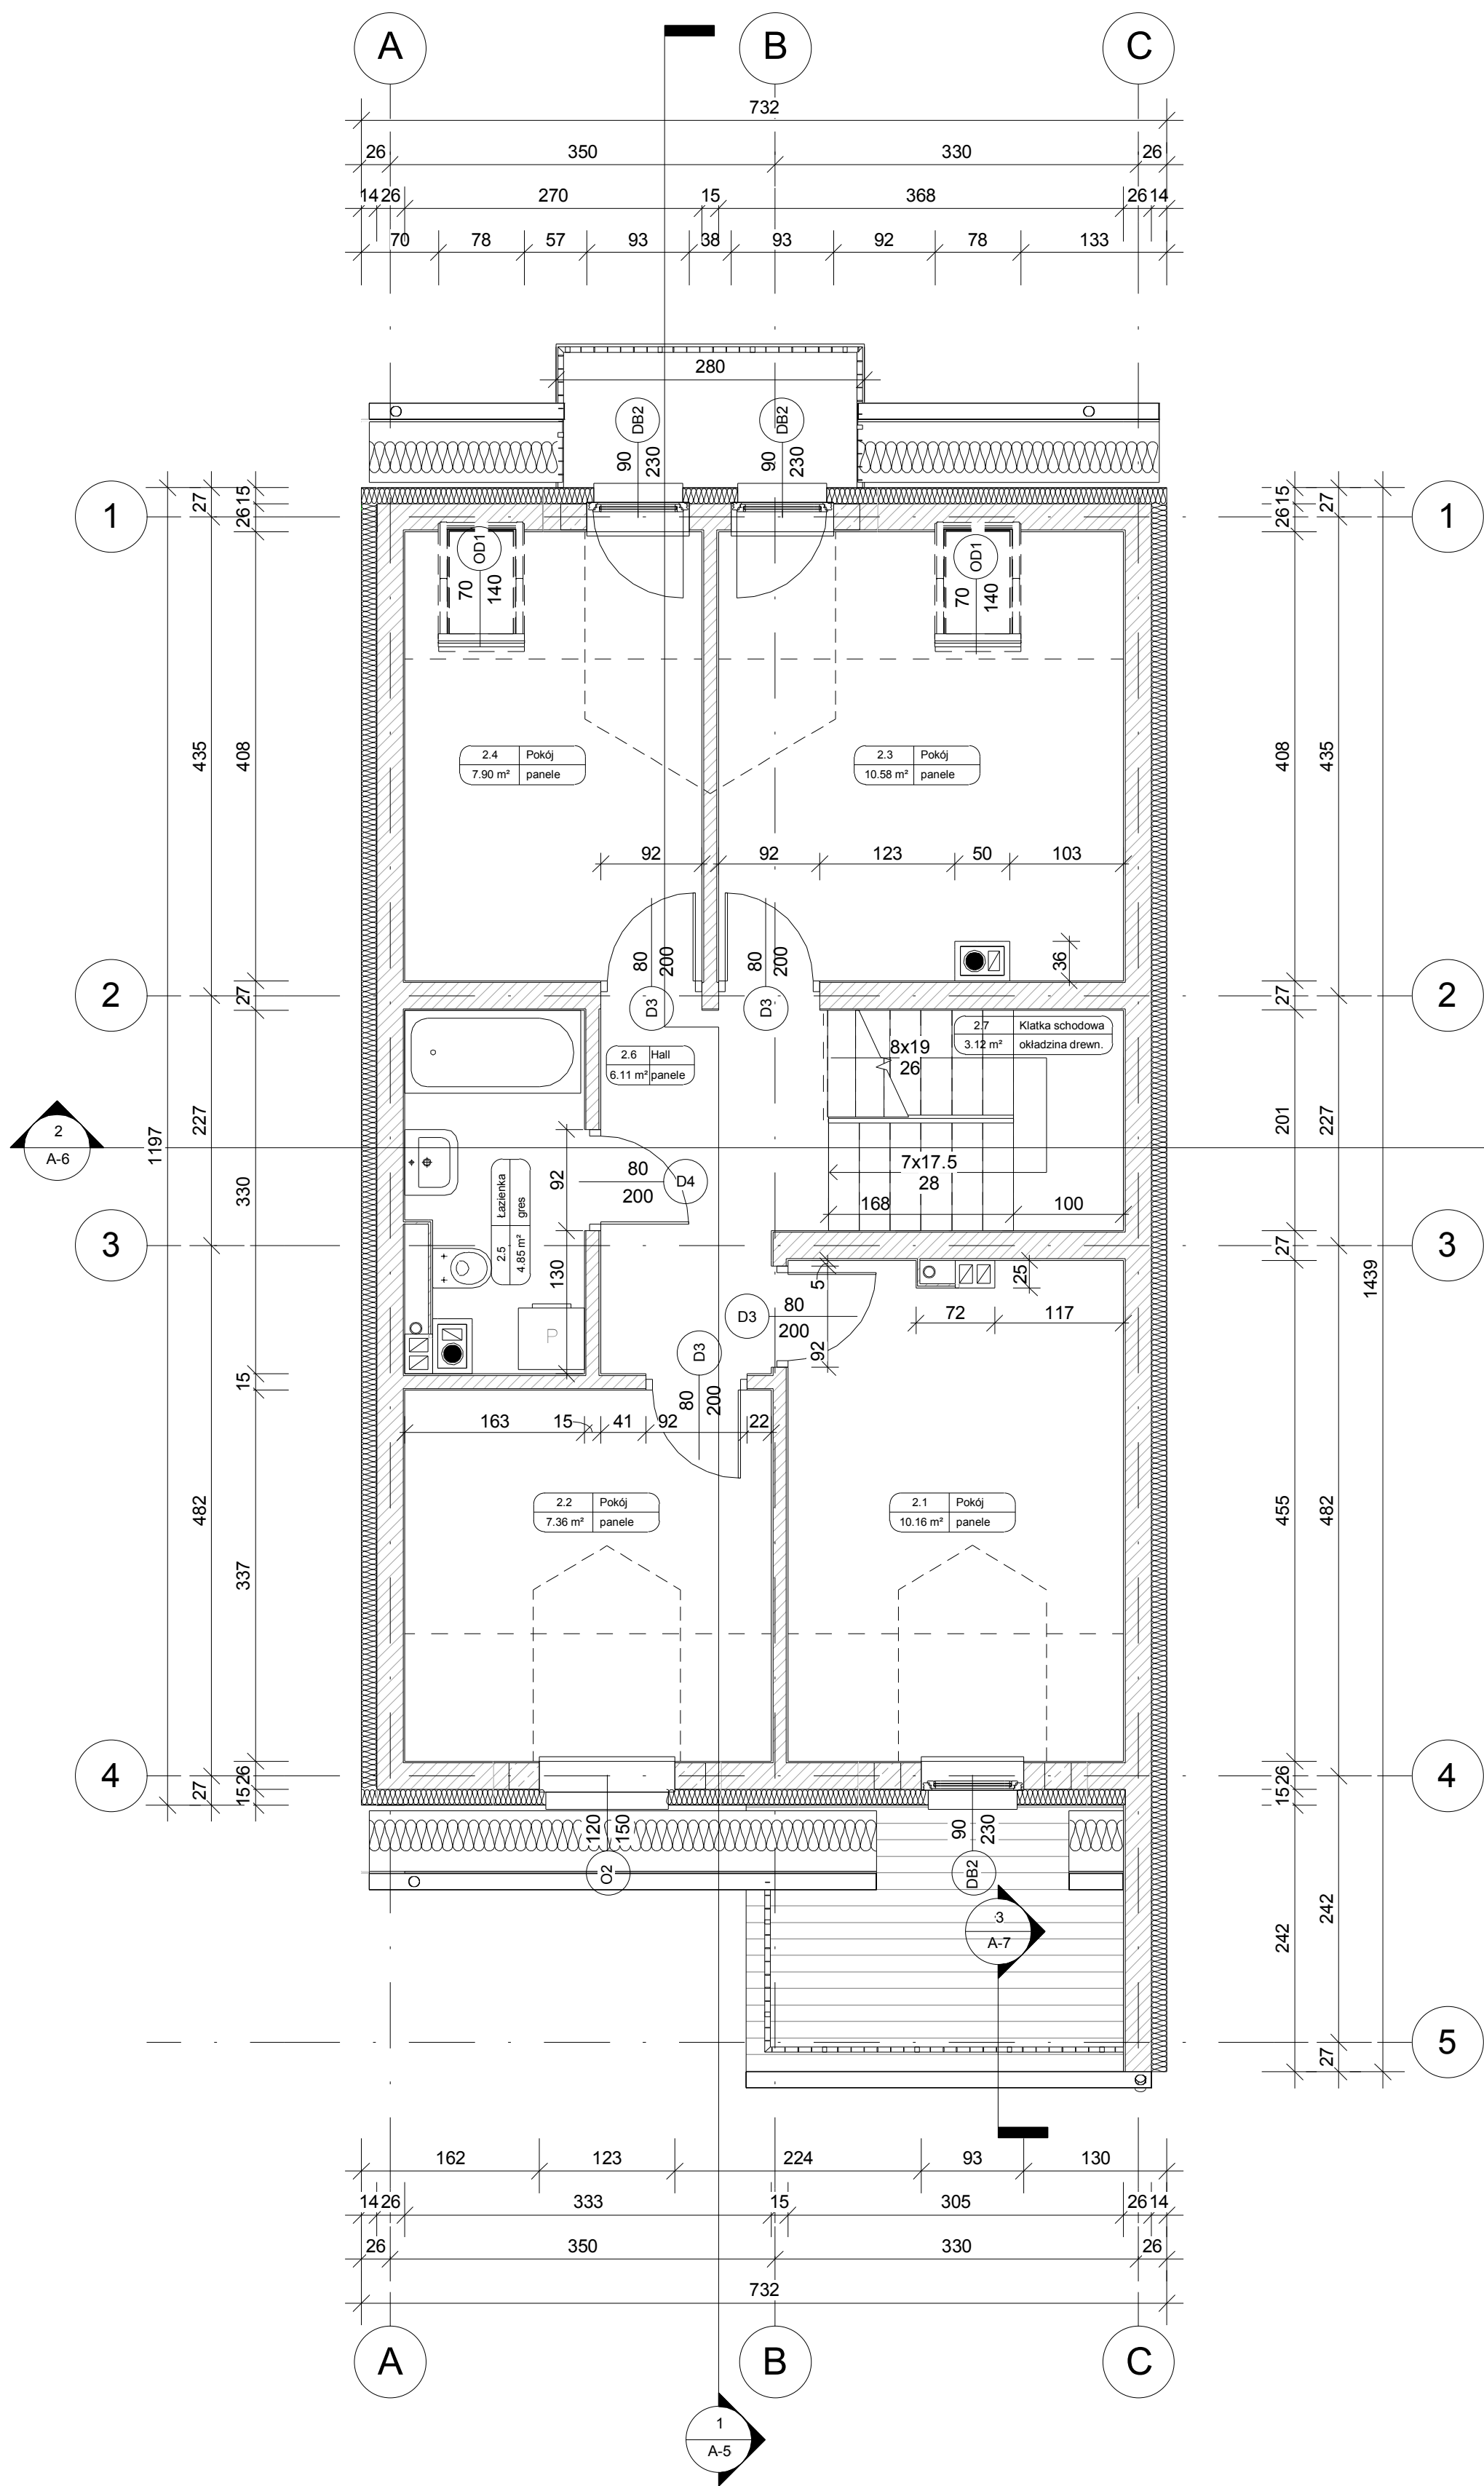 A B C
732
26 350 330 26
14 26 270 15 368 26 14
70 78 57 93 38 93 92 78 133
280
DB2 DB2
90 230 90 230
1 27 15 15 27 1
26 26
OD1 OD1
70 140 70 140
435 408 408 435
2.4 Pokój
7.90 m² panele
2.3 Pokój
10.58 m² panele
92 92 123 50 103
80 200 80 200 36
2 27 D3 D3 27 2
2.6 Hall
6.11 m² panele
8x19
26
2.7 Klatka schodowa
3.12 m² okładzina drewn.
2
A-6
1197 227 330 201 227
2.5 Łazienka
4.85 m² gres
92
80
200
D4
7x17.5
28
168 100
3 27 3
130 5 25 1439
D3
80
200
92
72 117
P
D3
80 200
15
163 15 41 92 22
482 337 455 482
2.2 Pokój
7.36 m² panele
2.1 Pokój
10.16 m² panele
4 27 26 26 4
15 15
120 150 90 230
O2 DB2
3
A-7
242 242
5
27
162 123 224 93 130
14 26 333 15 305 26 14
26 350 330 26
732
A B C
1
A-5